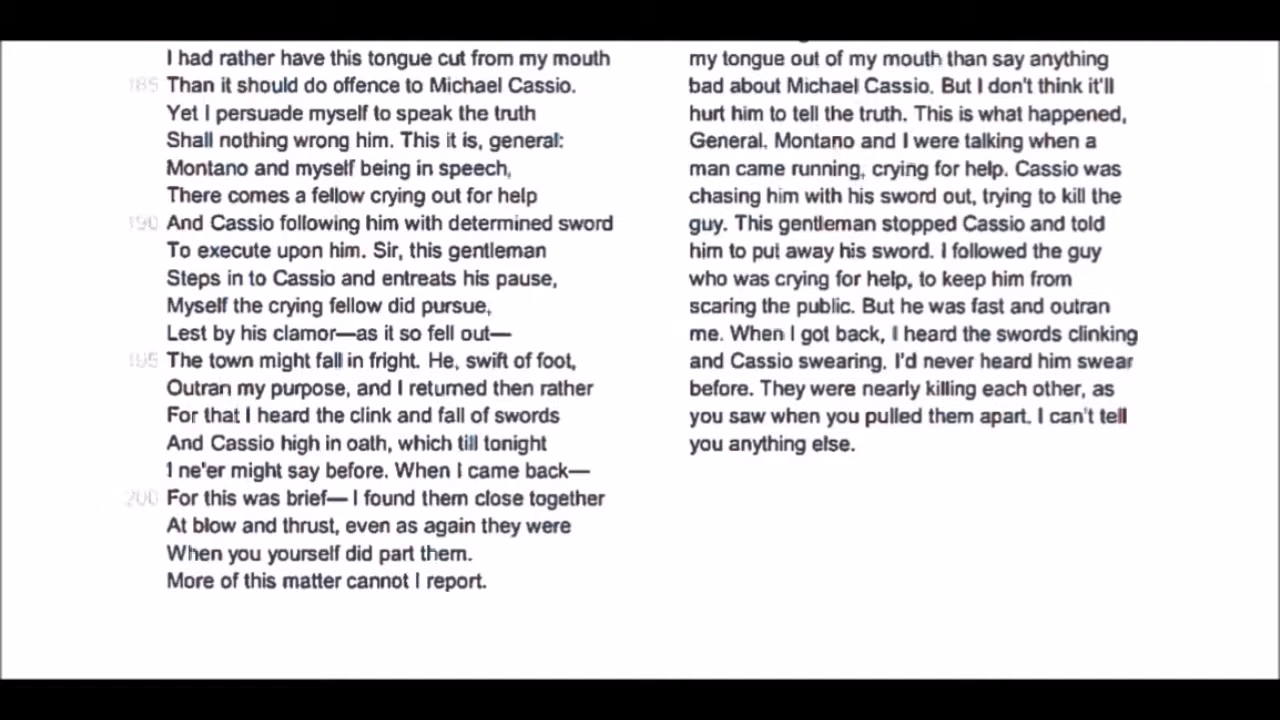 I had rather have this tongue cut from my mouth
185 Than it should do offence to Michael Cassio.
Yet I persuade myself to speak the truth
Shall nothing wrong him. This it is, general:
Montano and myself being in speech,
There comes a fellow crying out for help
190 And Cassio following him with determined sword
To execute upon him. Sir, this gentleman
Steps in to Cassio and entreats his pause,
Myself the crying fellow did pursue,
Lest by his clamor—as it so fell out—
195 The town might fall in fright. He, swift of foot,
Outran my purpose, and I returned then rather
For that I heard the clink and fall of swords
And Cassio high in oath, which till tonight
I ne'er might say before. When I came back—
200 For this was brief— I found them close together
At blow and thrust, even as again they were
When you yourself did part them.
More of this matter cannot I report.
my tongue out of my mouth than say anything
bad about Michael Cassio. But I don't think it'll
hurt him to tell the truth. This is what happened,
General. Montano and I were talking when a
man came running, crying for help. Cassio was
chasing him with his sword out, trying to kill the
guy. This gentleman stopped Cassio and told
him to put away his sword. I followed the guy
who was crying for help, to keep him from
scaring the public. But he was fast and outran
me. When I got back, I heard the swords clinking
and Cassio swearing. I'd never heard him swear
before. They were nearly killing each other, as
you saw when you pulled them apart. I can't tell
you anything else.